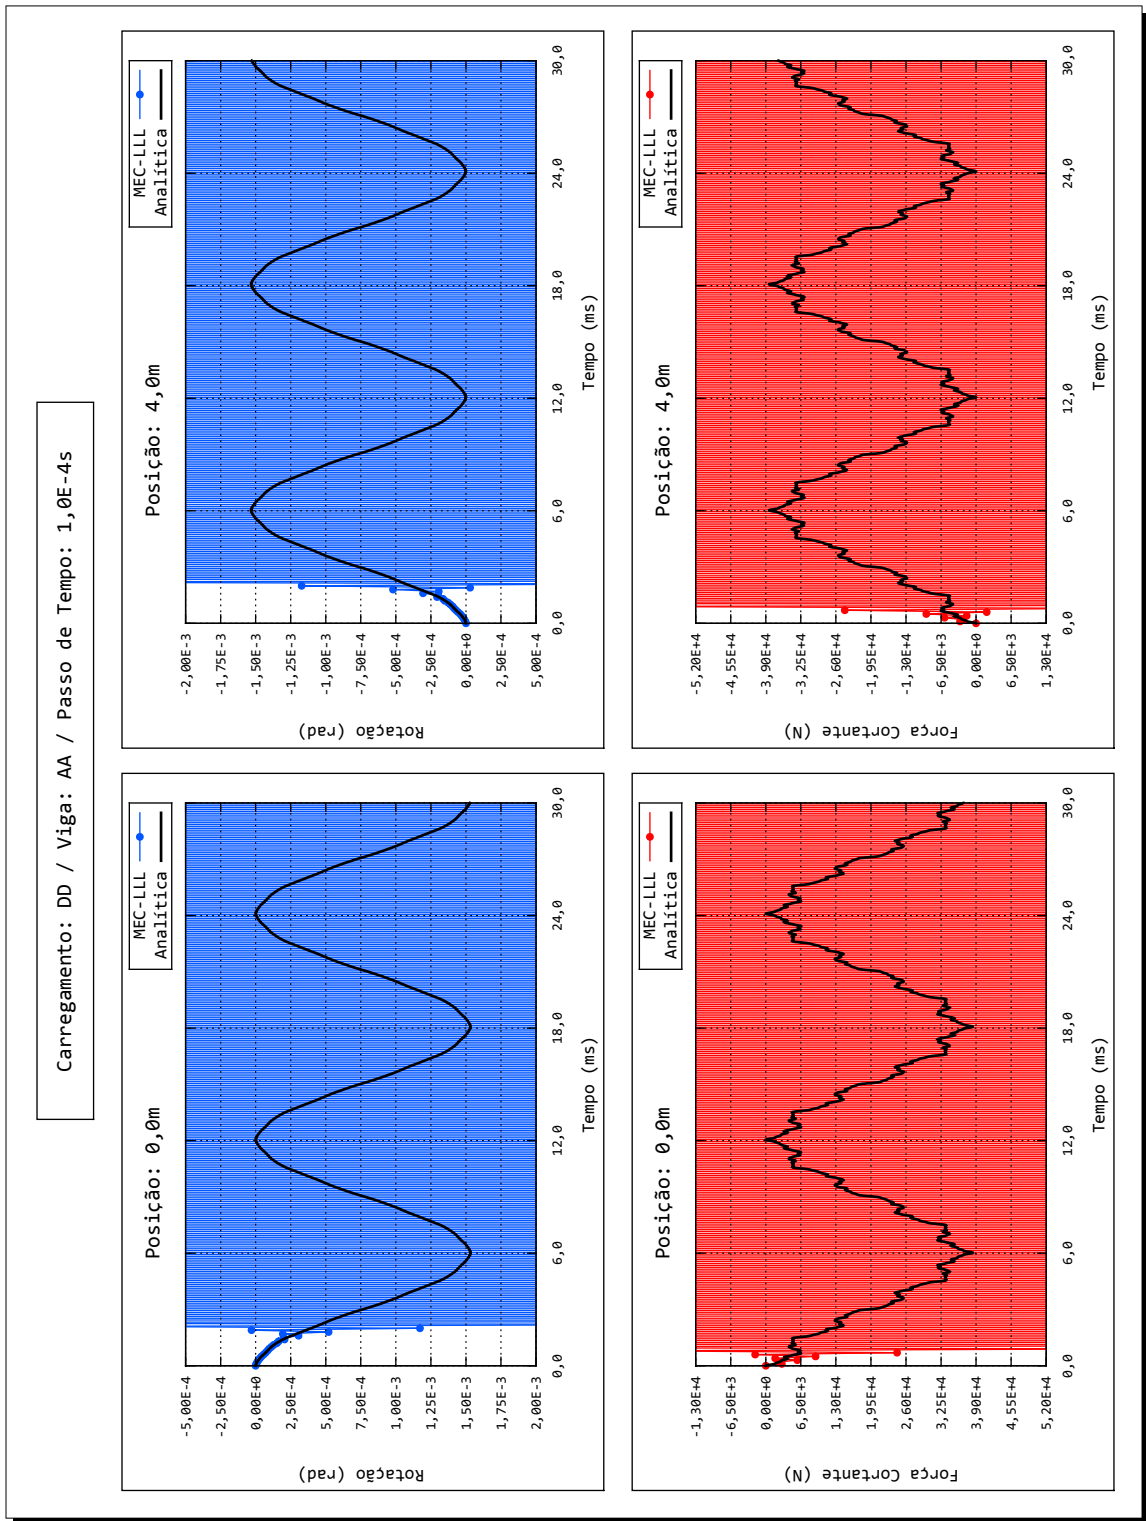 Carregamento: DD / Viga: AA / Passo de Tempo: 1,0E-4s
Posição: 0,0m
MEC-LLL
Analítica
Rotação (rad)
-5,00E-4
-2,50E-4
0,00E+0
2,50E-4
5,00E-4
7,50E-4
1,00E-3
1,25E-3
1,50E-3
1,75E-3
2,00E-3
0,0 6,0 12,0 18,0 24,0 30,0
Tempo (ms)
Posição: 4,0m
MEC-LLL
Analítica
Rotação (rad)
-2,00E-3
-1,75E-3
-1,50E-3
-1,25E-3
-1,00E-3
-7,50E-4
-5,00E-4
-2,50E-4
0,00E+0
2,50E-4
5,00E-4
0,0 6,0 12,0 18,0 24,0 30,0
Tempo (ms)
Posição: 0,0m
MEC-LLL
Analítica
Força Cortante (N)
-1,30E+4
-6,50E+3
0,00E+0
6,50E+3
1,30E+4
1,95E+4
2,60E+4
3,25E+4
3,90E+4
4,55E+4
5,20E+4
0,0 6,0 12,0 18,0 24,0 30,0
Tempo (ms)
Posição: 4,0m
MEC-LLL
Analítica
Força Cortante (N)
-5,20E+4
-4,55E+4
-3,90E+4
-3,25E+4
-2,60E+4
-1,95E+4
-1,30E+4
-6,50E+3
0,00E+0
6,50E+3
1,30E+4
0,0 6,0 12,0 18,0 24,0 30,0
Tempo (ms)